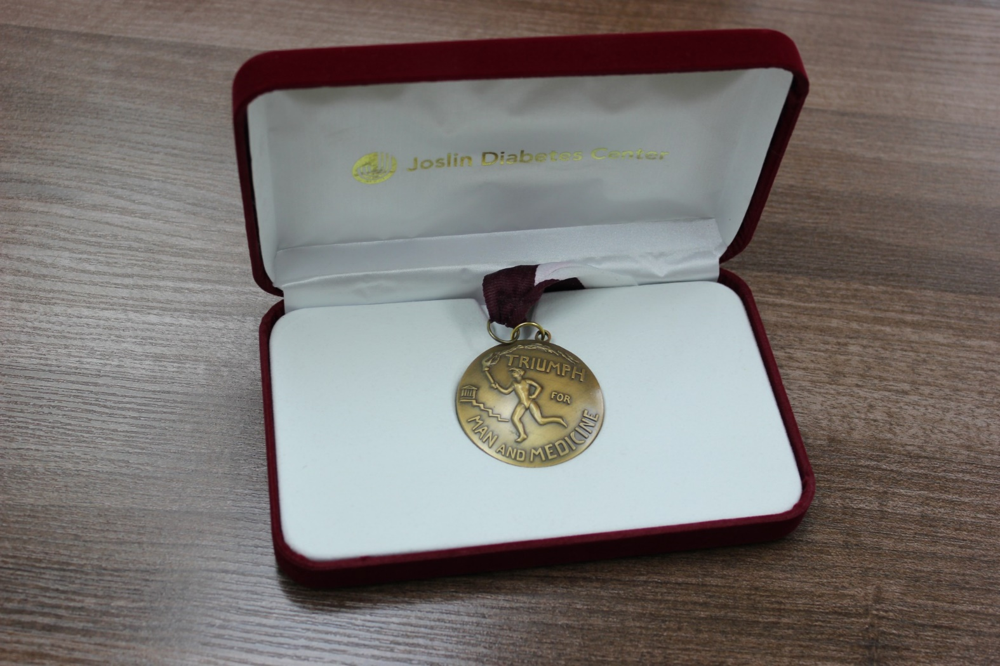 Joslin Diabetes Center
TRIUMPH
FOR
MAN AND MEDICINE